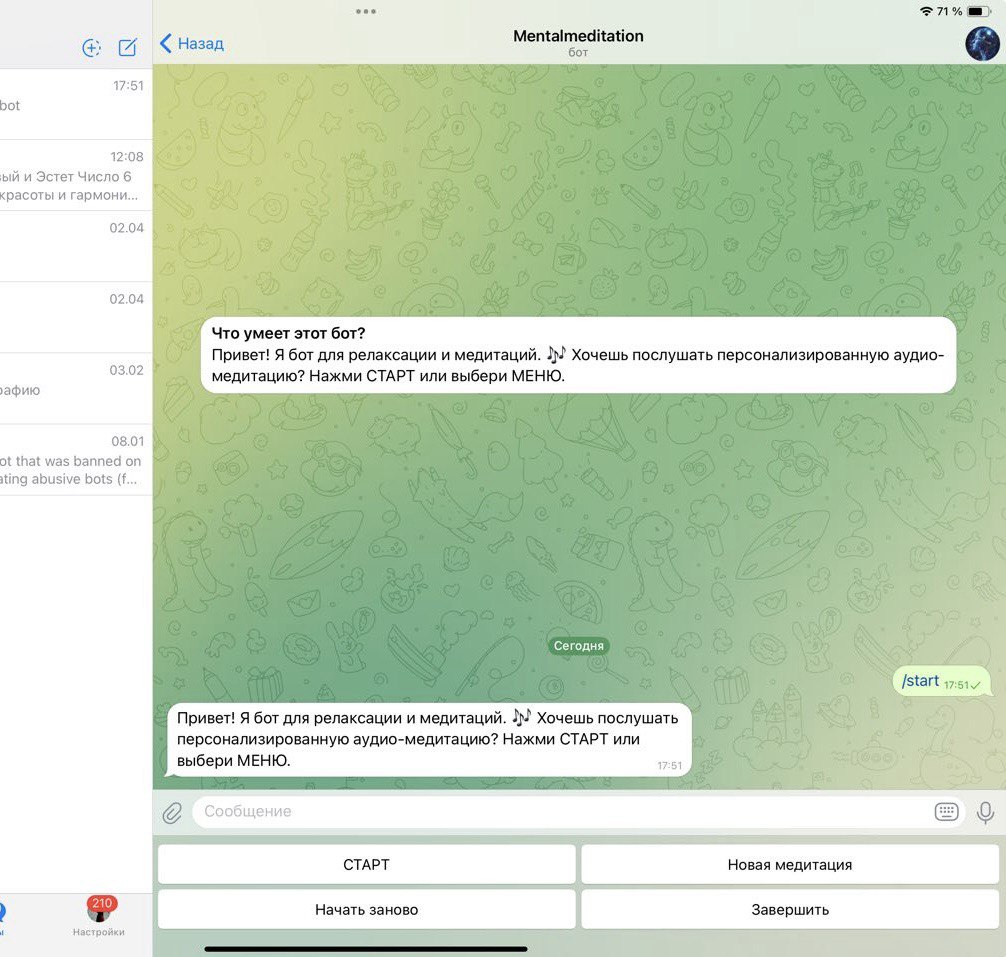 71 %
Назад
Mentalmeditation
бот
17:51
bot
12:08
ый и Эстет Число 6
красоты и гармони...
02.04
02.04
03.02
рафию
08.01
ot that was banned on
ating abusive bots (f...
Что умеет этот бот?
Привет! Я бот для релаксации и медитаций. 🎶 Хочешь послушать персонализированную аудио-
медитацию? Нажми СТАРТ или выбери МЕНЮ.
Сегодня
/start 17:51
Привет! Я бот для релаксации и медитаций. 🎶 Хочешь послушать
персонализированную аудио-медитацию? Нажми СТАРТ или
выбери МЕНЮ.
17:51
Сообщение
СТАРТ
Новая медитация
Начать заново
Завершить
210
ы
Настройки